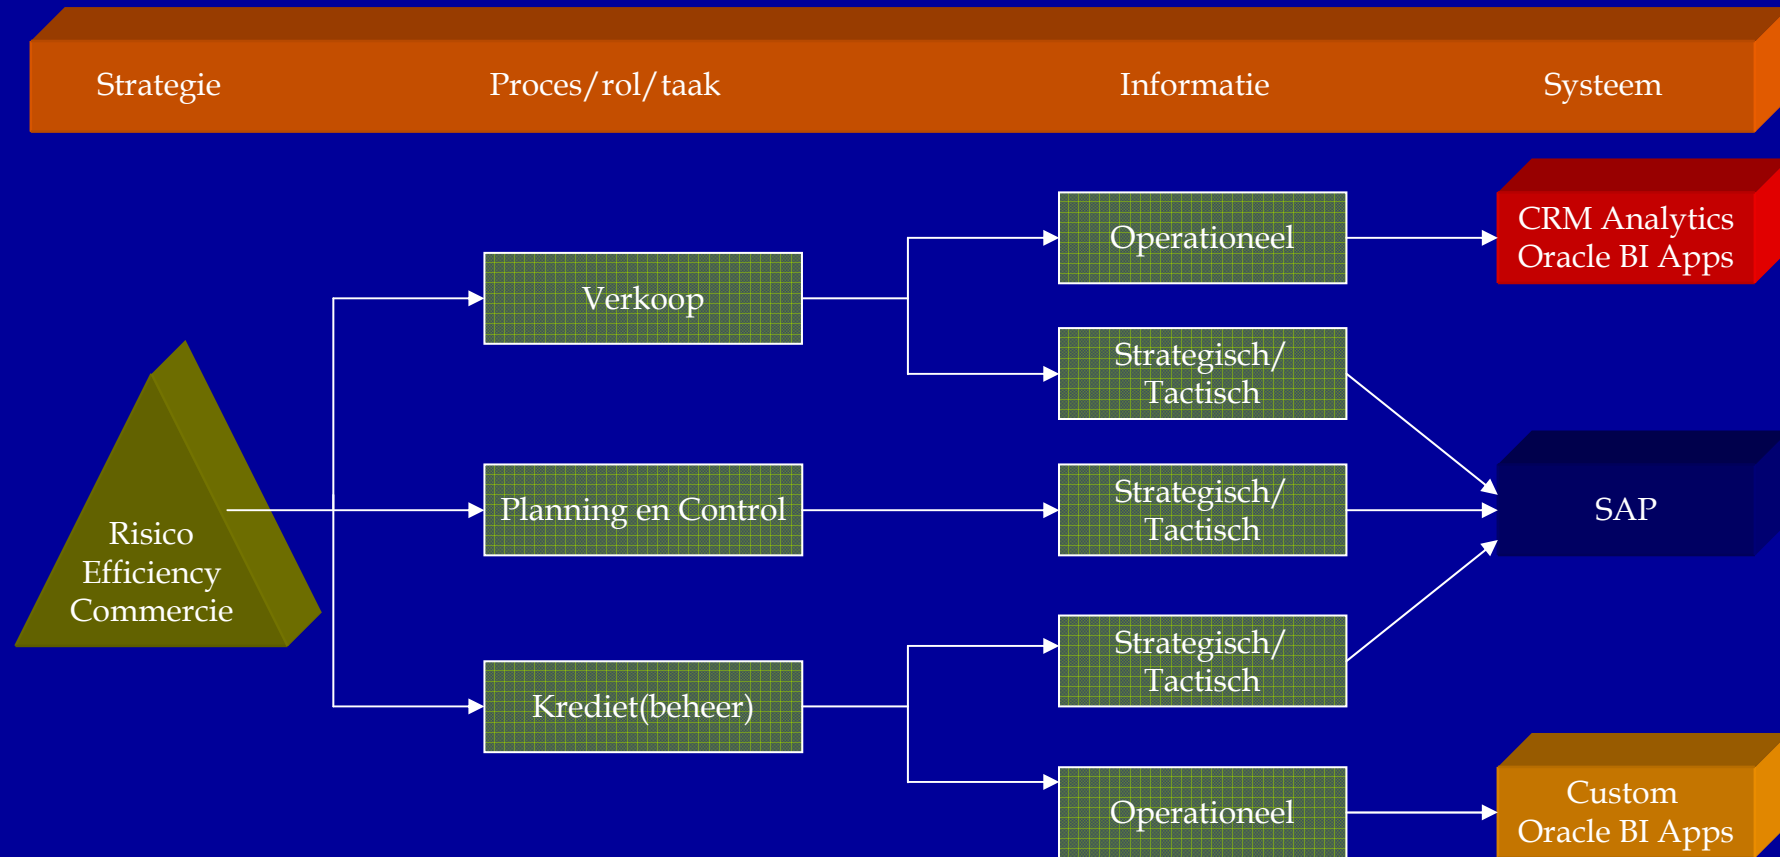 Strategie
Proces/rol/taak
Informatie
Systeem
Operationeel
CRM Analytics
Oracle BI Apps
Verkoop
Strategisch/
Tactisch
Risico
Efficiency
Commercie
Planning en Control
Strategisch/
Tactisch
SAP
Krediet(beheer)
Strategisch/
Tactisch
Operationeel
Custom
Oracle BI Apps